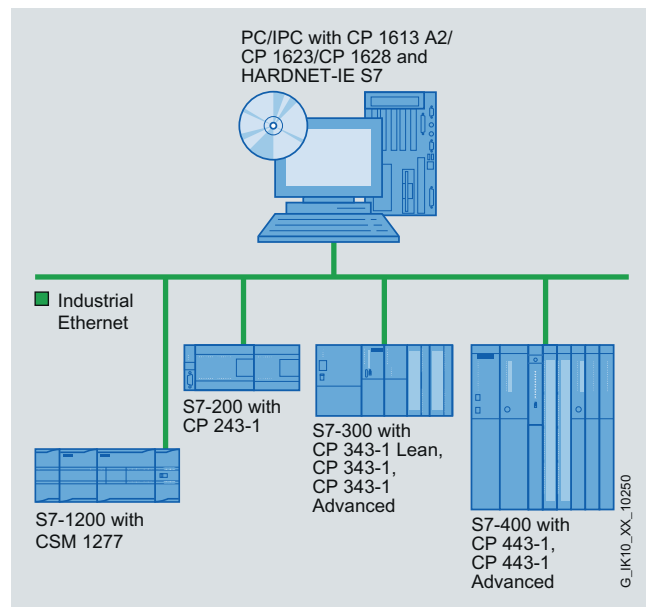 PC/IPC with CP 1613 A2/
CP 1623/CP 1628 and
HARDNET-IE S7
Industrial
Ethernet
S7-200 with
CP 243-1
S7-300 with
CP 343-1 Lean,
CP 343-1,
CP 343-1
Advanced
S7-1200 with
CSM 1277
S7-400 with
CP 443-1,
CP 443-1
Advanced
G_IK10_XX_10250